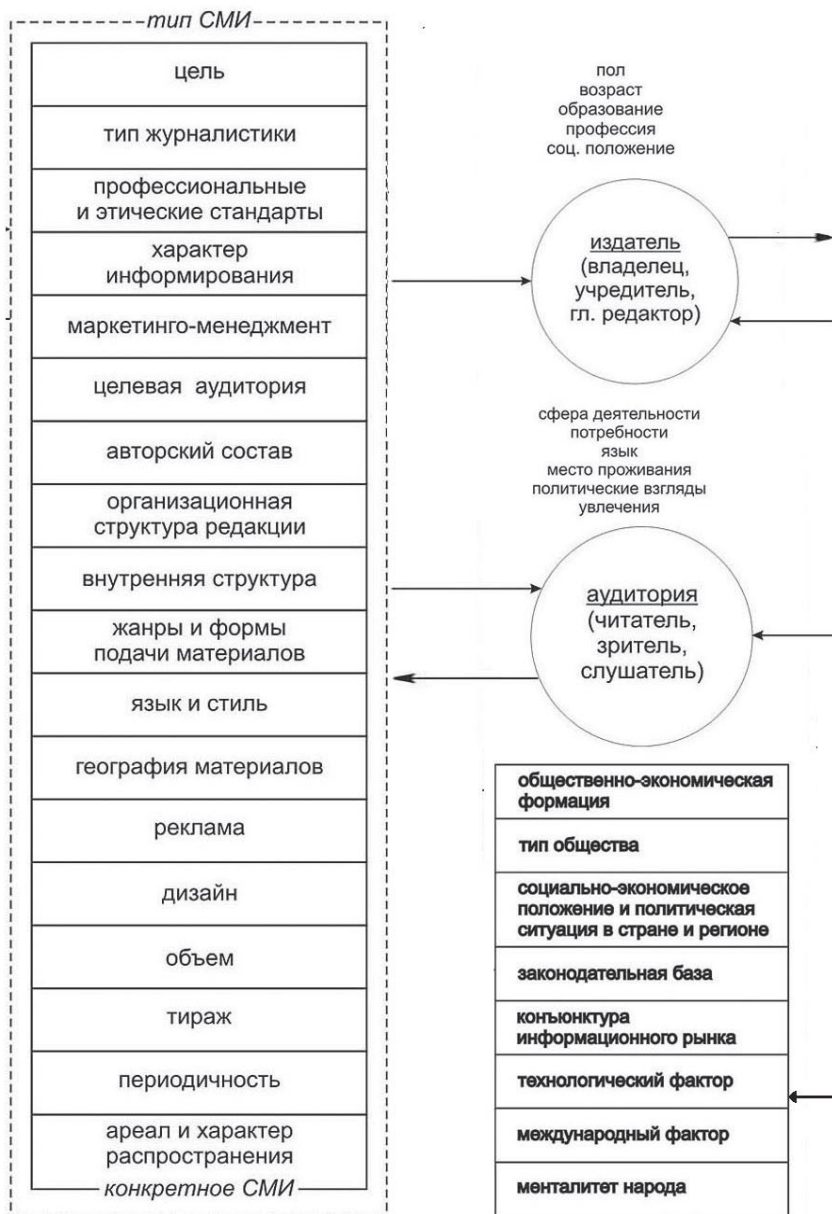 тип СМИ
цель
тип журналистики
профессиональные
и этические стандарты
характер
информирования
маркетинго-менеджмент
целевая аудитория
авторский состав
организационная
структура редакции
внутренняя структура
жанры и формы
подачи материалов
язык и стиль
география материалов
реклама
дизайн
объем
тираж
периодичность
ареал и характер
распространения
конкретное СМИ
пол
возраст
образование
профессия
соц. положение
издатель
(владелец,
учредитель,
гл. редактор)
сфера деятельности
потребности
язык
место проживания
политические взгляды
увлечения
аудитория
(читатель,
зритель,
слушатель)
общественно-экономическая
формация
тип общества
социально-экономическое
положение и политическая
ситуация в стране и регионе
законодательная база
конъюнктура
информационного рынка
технологический фактор
международный фактор
менталитет народа